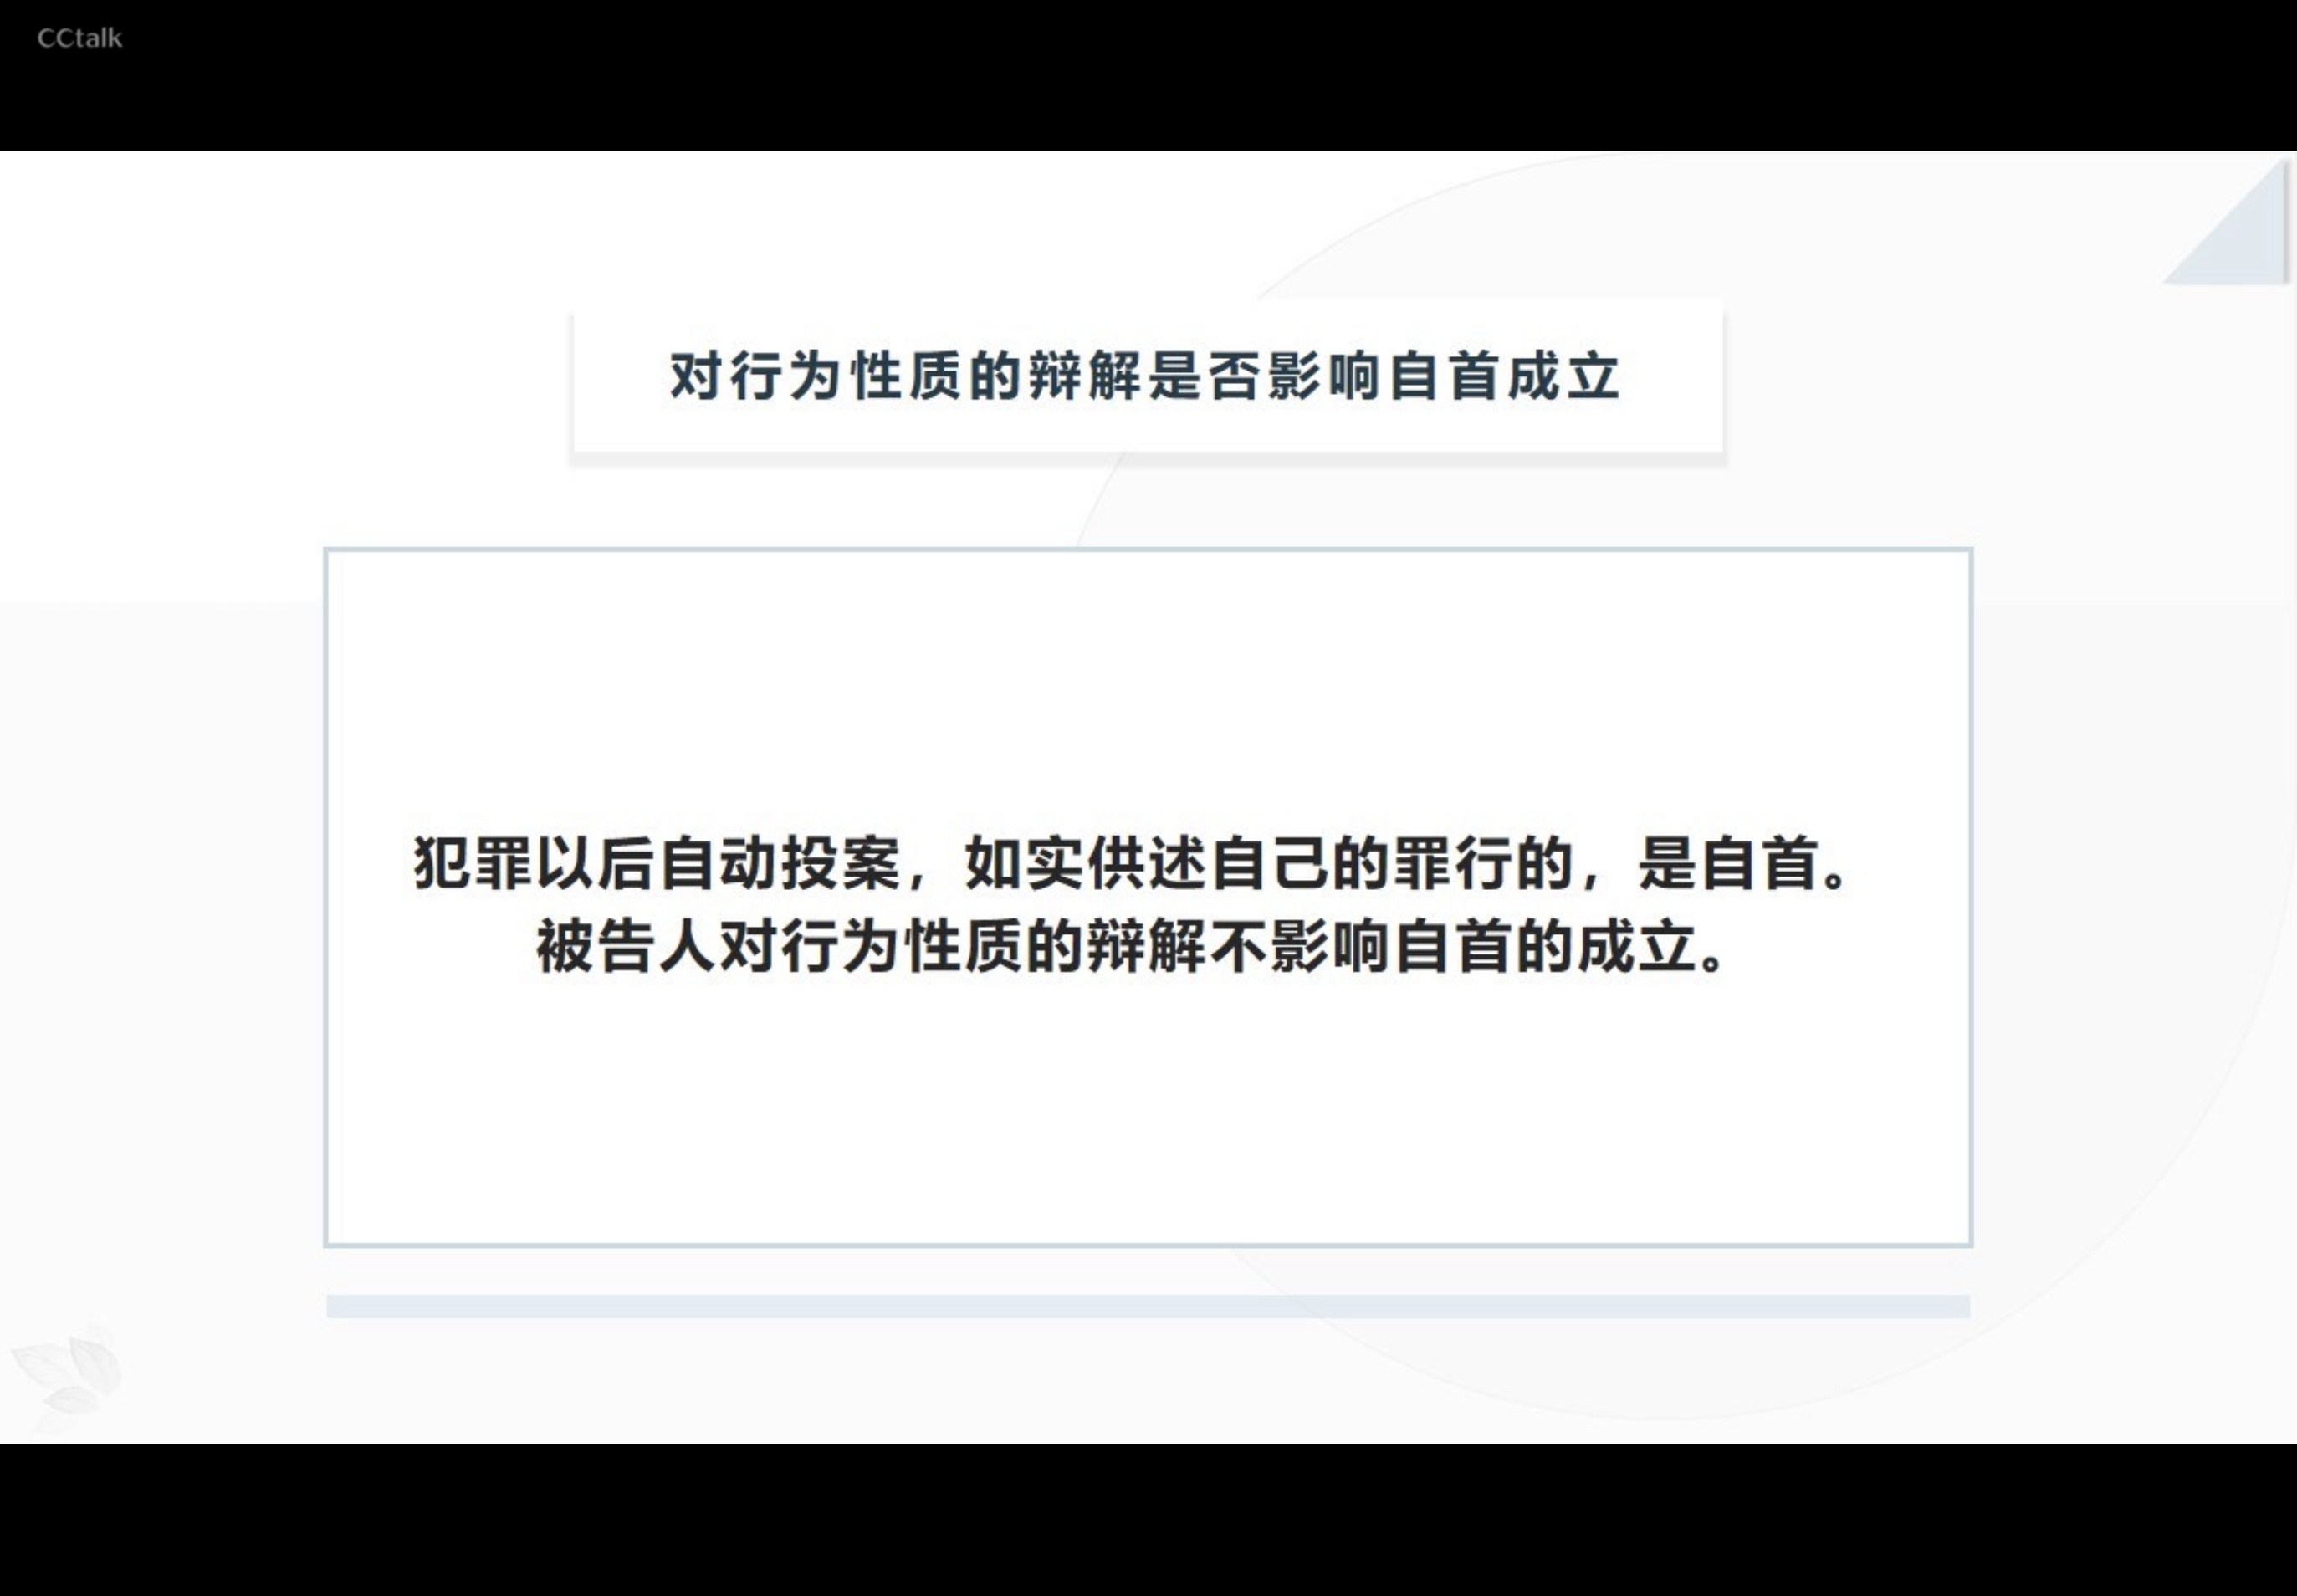 CCtalk
对行为性质的辩解是否影响自首成立
犯罪以后自动投案，如实供述自己的罪行的，是自首。
被告人对行为性质的辩解不影响自首的成立。